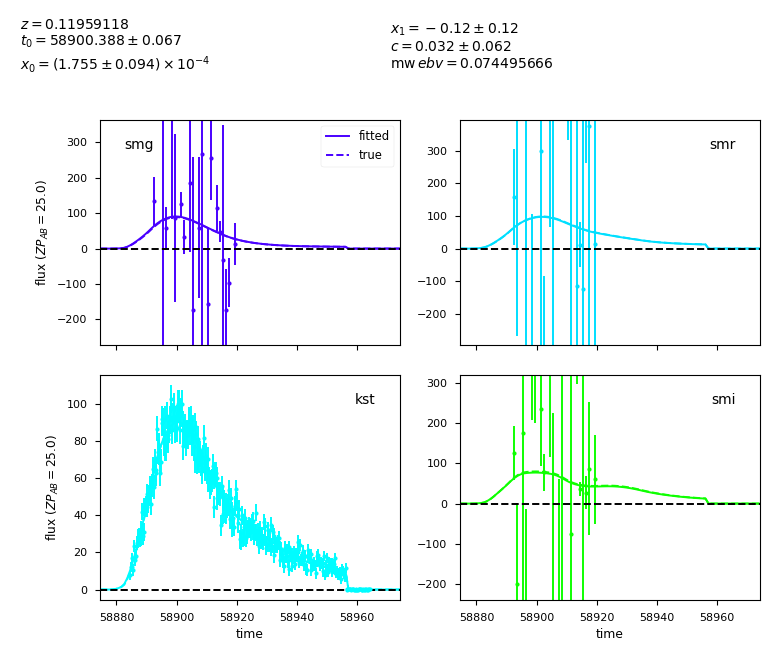 z = 0.11959118
t₀ = 58900.388 ± 0.067
x₀ = (1.755 ± 0.094) × 10⁻⁴
x₁ = −0.12 ± 0.12
c = 0.032 ± 0.062
mw ebv = 0.074495666
smg
fitted
true
300
200
100
0
−100
−200
flux (ZP_AB = 25.0)
smr
300
200
100
0
−100
−200
kst
100
80
60
40
20
0
flux (ZP_AB = 25.0)
58880 58900 58920 58940 58960
time
smi
300
200
100
0
−100
−200
58880 58900 58920 58940 58960
time